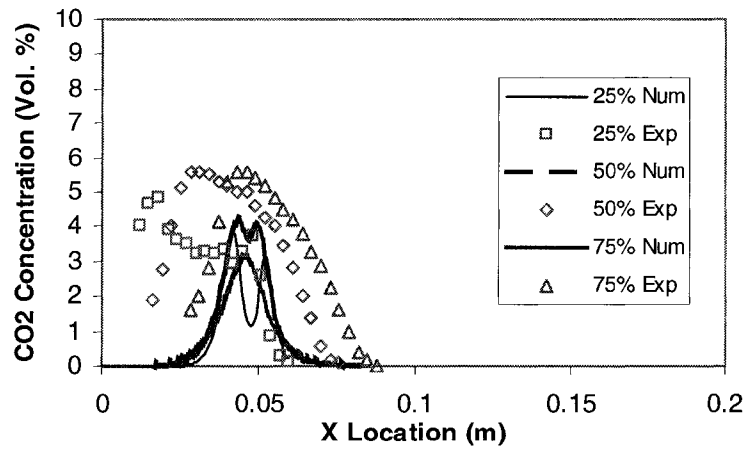 CO2 Concentration (Vol. %)
10
9
8
7
6
5
4
3
2
1
0
0
0.05
0.1
0.15
0.2
X Location (m)
25% Num
25% Exp
50% Num
50% Exp
75% Num
75% Exp